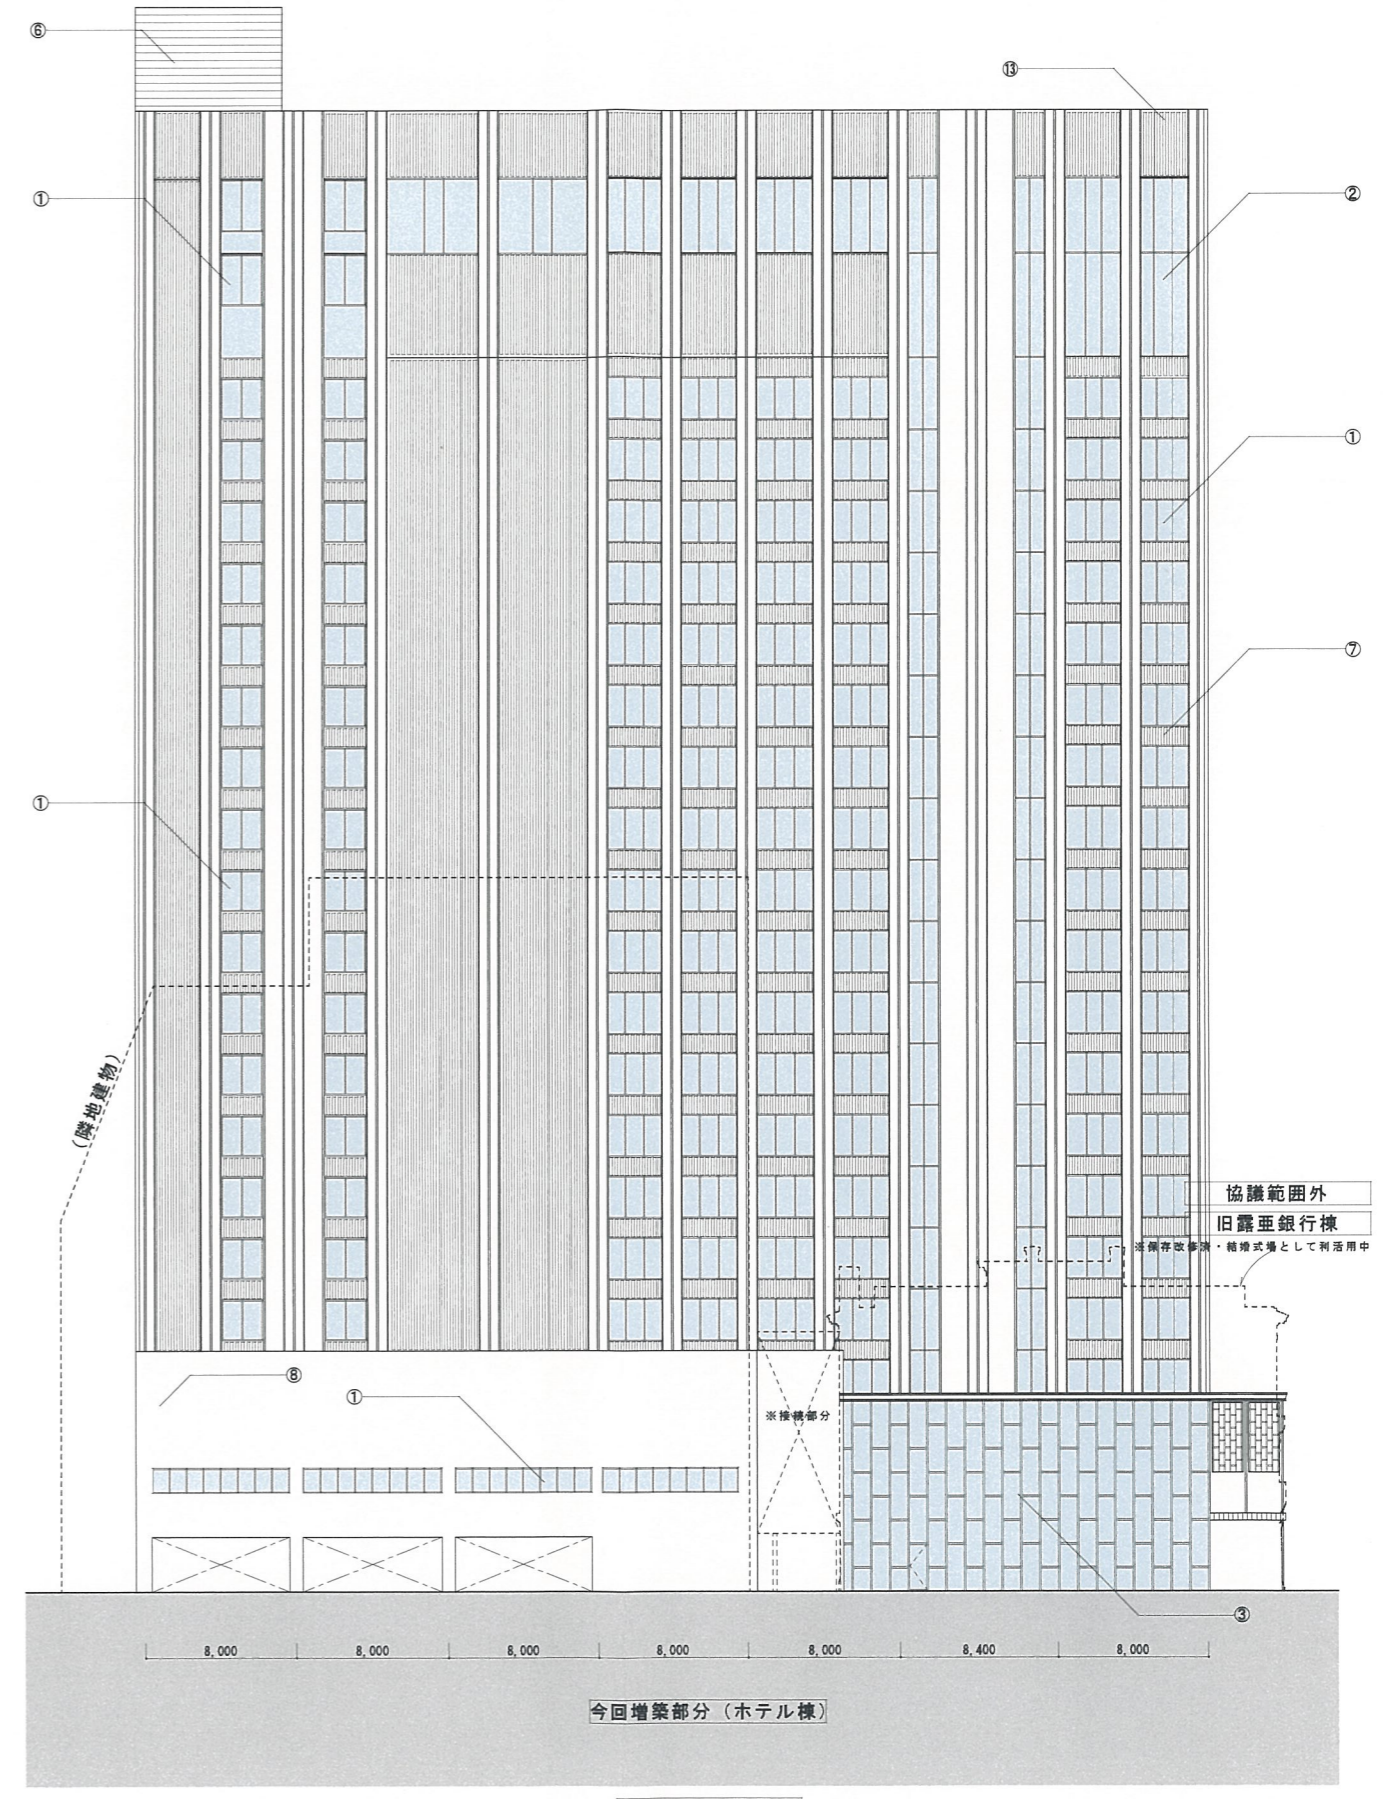 ⑥
⑬
①
②
①
⑦
①
(隣地建物)
協議範囲外
旧露亜銀行棟
※保存改修済・結婚式場として利活用中
⑧
①
※接続部分
③
8,000
8,000
8,000
8,000
8,000
8,400
8,000
今回増築部分（ホテル棟）